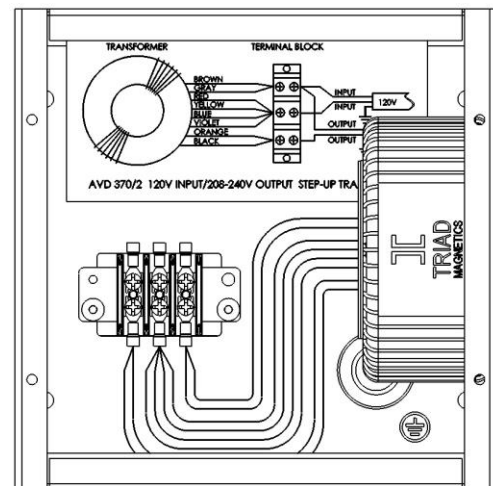 TRANSFORMER
TERMINAL BLOCK
BROWN
GRAY
RED
YELLOW
BLUE
VIOLET
ORANGE
BLACK
INPUT
INPUT
120V
OUTPUT
OUTPUT
AVD 370/2 120V INPUT/208-240V OUTPUT STEP-UP TRA
TRIAD
MAGNETICS